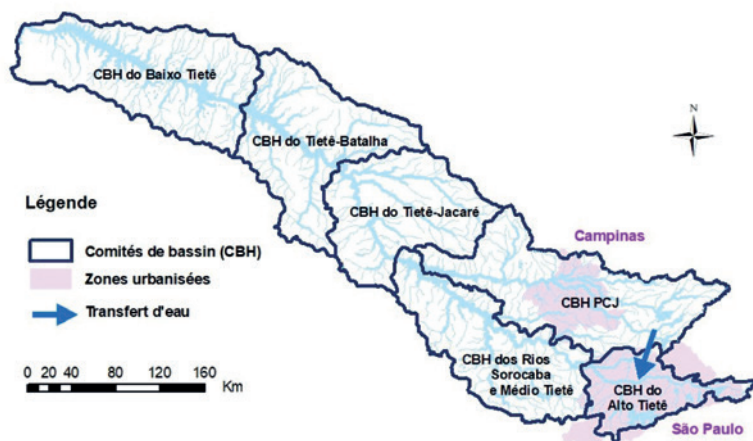 CBH do Baixo Tietê
N
CBH do Tietê-Batalha
Légende
CBH do Tietê-Jacaré
Comités de bassin (CBH)
Campinas
Zones urbanisées
CBH PCJ
Transfert d'eau
0 20 40 80 120 160
Km
CBH dos Rios
Sorocaba
e Médio Tietê
CBH do
Alto Tietê
São Paulo